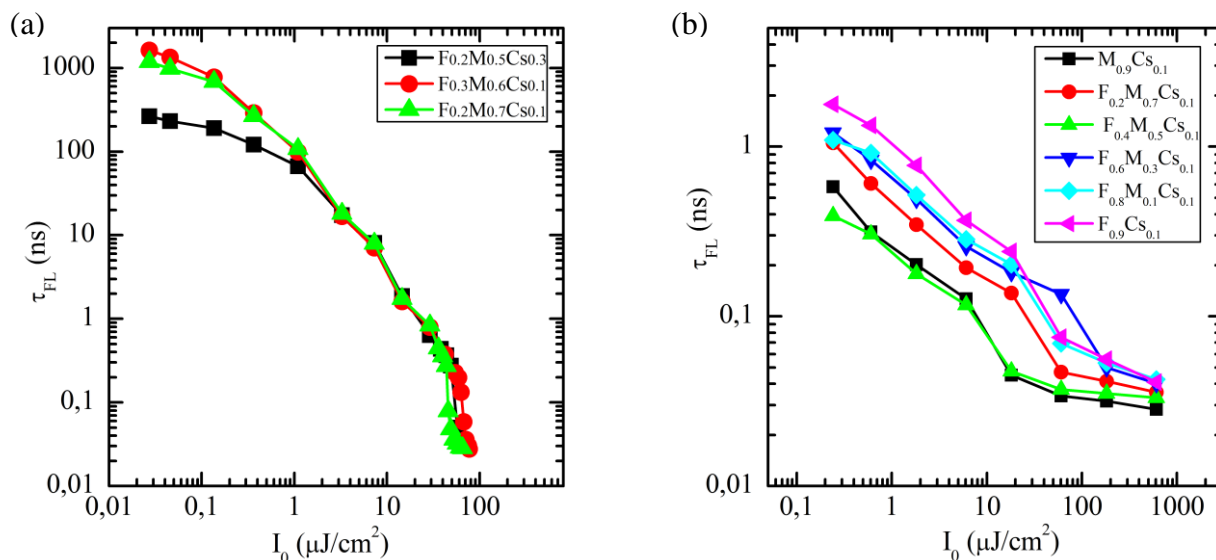 (a)
1000
100
10
1
0,1
0,01
τFL (ns)
F0.2M0.5Cs0.3
F0.3M0.6Cs0.1
F0.2M0.7Cs0.1
0,01 0,1 1 10 100
I0 (μJ/cm²)
(b)
1
0,1
0,01
τFL (ns)
M0.9Cs0.1
F0.2M0.7Cs0.1
F0.4M0.5Cs0.1
F0.6M0.3Cs0.1
F0.8M0.1Cs0.1
F0.9Cs0.1
0,1 1 10 100 1000
I0 (μJ/cm²)